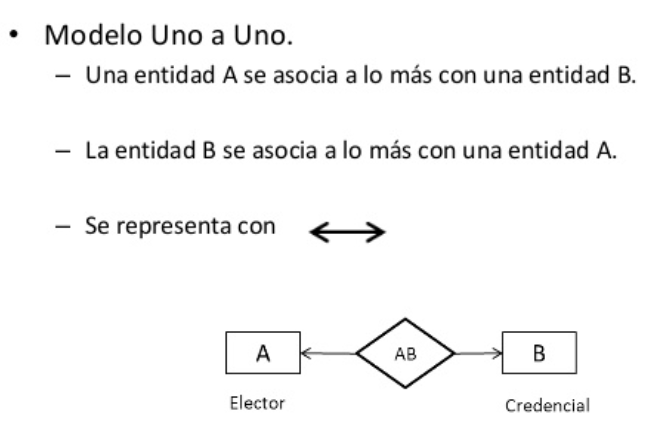 • Modelo Uno a Uno.
– Una entidad A se asocia a lo más con una entidad B.
– La entidad B se asocia a lo más con una entidad A.
– Se representa con
A
AB
B
Elector
Credencial